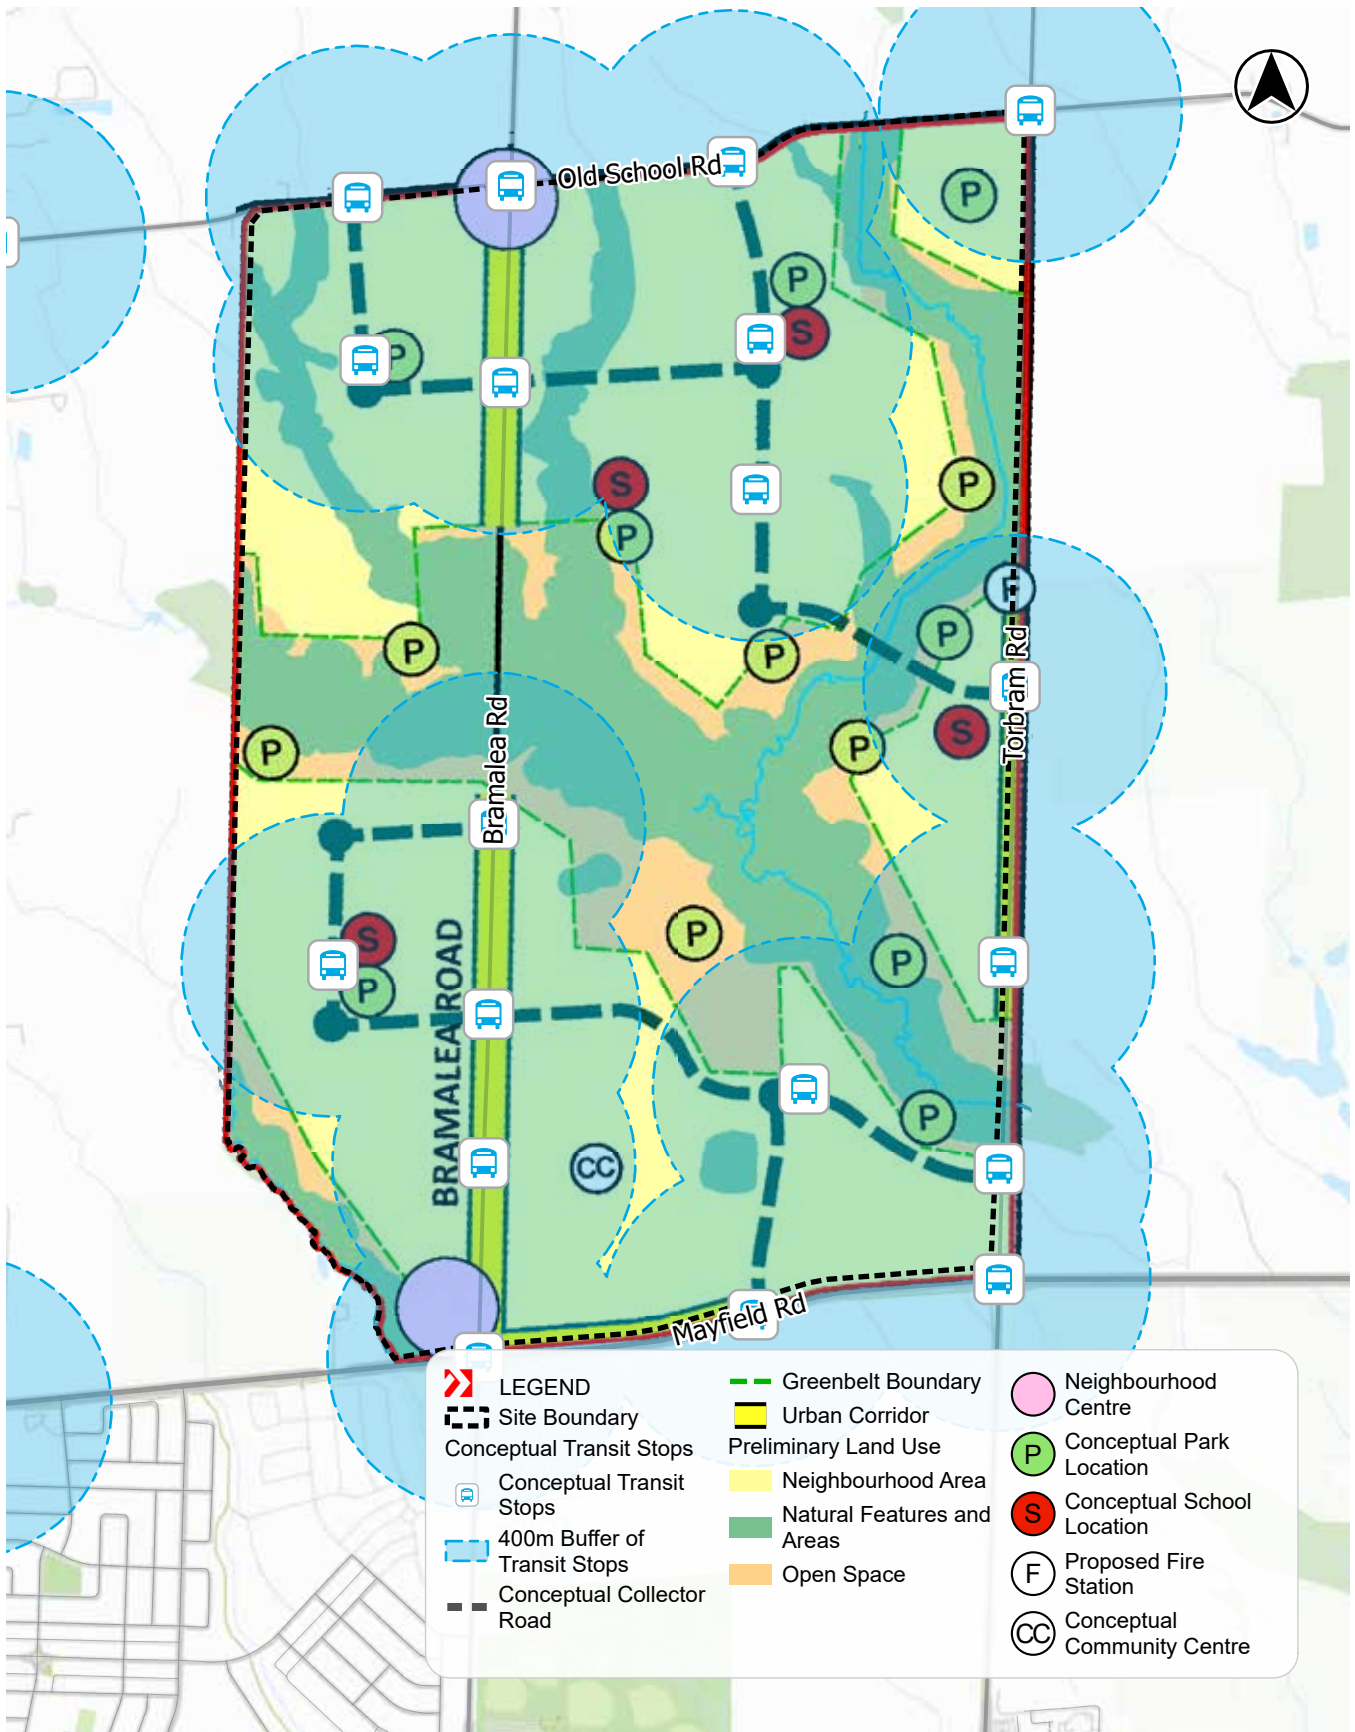 Old School Rd
P
P
S
P
S
P
P
F
P
P
P
S
P
P
Torbram Rd
Bramalea Rd
S
P
P
P
BRAMALEA ROAD
P
CC
Mayfield Rd
LEGEND
Site Boundary
Conceptual Transit Stops
Conceptual Transit
Stops
400m Buffer of
Transit Stops
Conceptual Collector
Road
Greenbelt Boundary
Urban Corridor
Preliminary Land Use
Neighbourhood Area
Natural Features and
Areas
Open Space
Neighbourhood
Centre
P
Conceptual Park
Location
S
Conceptual School
Location
F
Proposed Fire
Station
CC
Conceptual
Community Centre